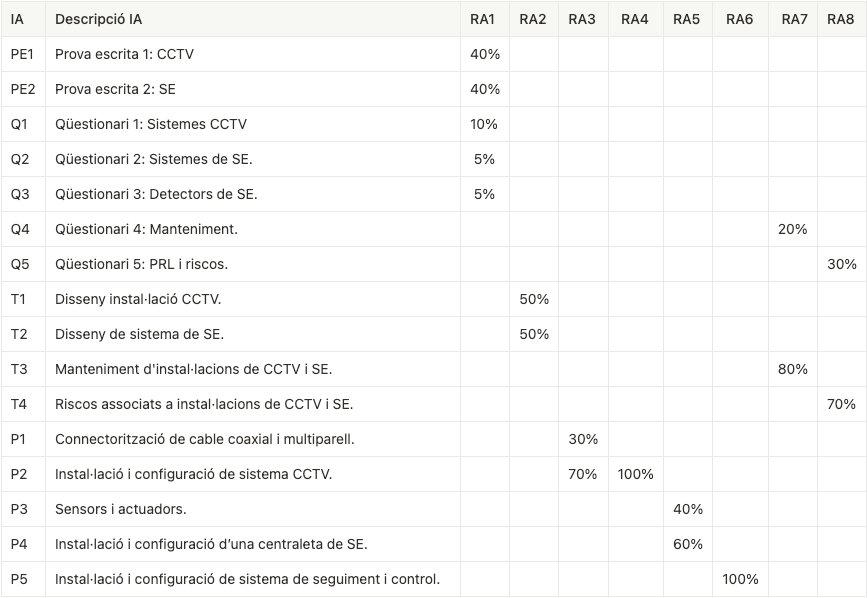 IA Descripció IA RA1 RA2 RA3 RA4 RA5 RA6 RA7 RA8
PE1 Prova escrita 1: CCTV 40%
PE2 Prova escrita 2: SE 40%
Q1 Qüestionari 1: Sistemes CCTV 10%
Q2 Qüestionari 2: Sistemes de SE. 5%
Q3 Qüestionari 3: Detectors de SE. 5%
Q4 Qüestionari 4: Manteniment. 20%
Q5 Qüestionari 5: PRL i riscos. 30%
T1 Disseny instal·lació CCTV. 50%
T2 Disseny de sistema de SE. 50%
T3 Manteniment d'instal·lacions de CCTV i SE. 80%
T4 Riscos associats a instal·lacions de CCTV i SE. 70%
P1 Connectorització de cable coaxial i multiparell. 30%
P2 Instal·lació i configuració de sistema CCTV. 70% 100%
P3 Sensors i actuadors. 40%
P4 Instal·lació i configuració d’una centraleta de SE. 60%
P5 Instal·lació i configuració de sistema de seguiment i control. 100%